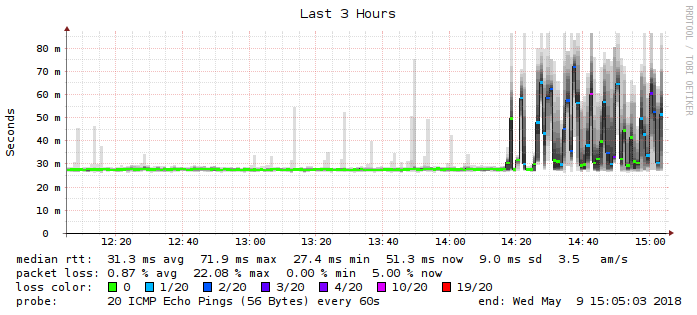 Last 3 Hours
RRDTOOL / TOBI OETIKER
Seconds
80 m
70 m
60 m
50 m
40 m
30 m
20 m
10 m
0
12:20 12:40 13:00 13:20 13:40 14:00 14:20 14:40 15:00
median rtt: 31.3 ms avg 71.9 ms max 27.4 ms min 51.3 ms now 9.0 ms sd 3.5 am/s
packet loss: 0.87 % avg 22.08 % max 0.00 % min 5.00 % now
loss color: 0 1/20 2/20 3/20 4/20 10/20 19/20
probe: 20 ICMP Echo Pings (56 Bytes) every 60s end: Wed May 9 15:05:03 2018